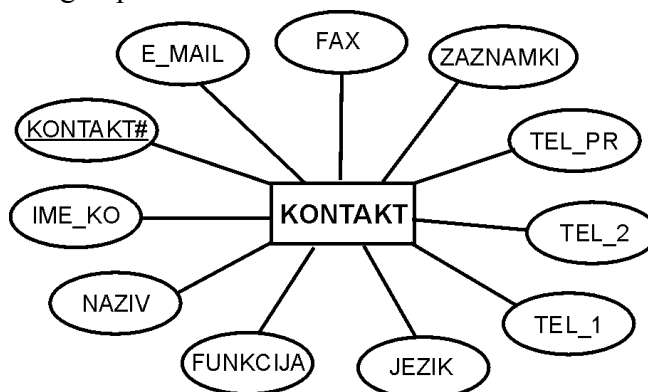 FAX
E_MAIL
ZAZNAMKI
KONTAKT#
TEL_PR
IME_KO
KONTAKT
TEL_2
NAZIV
TEL_1
FUNKCIJA
JEZIK